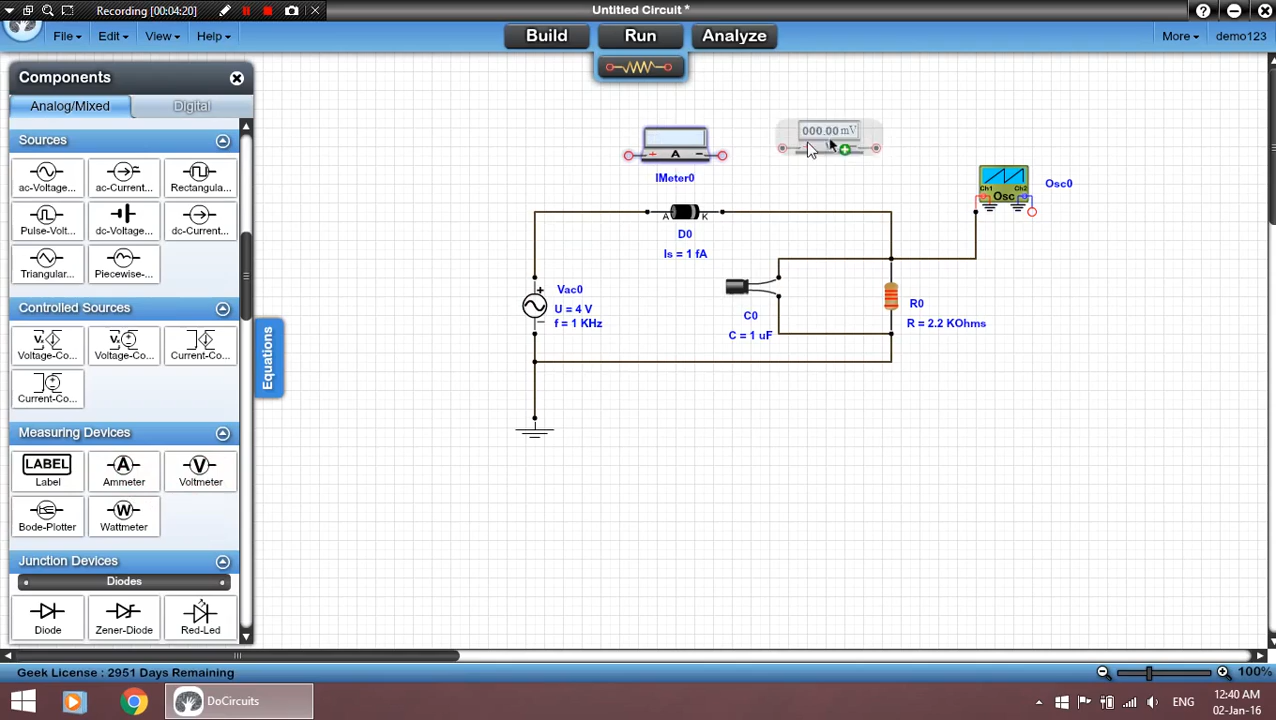 Recording [00:04:20]
Untitled Circuit *
File Edit View Help
Build Run Analyze
More demo123
Components
Analog/Mixed Digital
Sources
ac-Voltage... ac-Current... Rectangula...
Pulse-Volt... dc-Voltage... dc-Current...
Triangular... Piecewise-...
Controlled Sources
Voltage-Co... Voltage-Co... Current-Co...
Current-Co...
Measuring Devices
LABEL A V
Label Ammeter Voltmeter
W
Bode-Plotter Wattmeter
Junction Devices
Diodes
Diode Zener-Diode Red-Led
Equations
+ A −
IMeter0
000.00 mV
Ch1 Ch2
Osc
Osc0
A K
D0
Is = 1 fA
Vac0
U = 4 V
f = 1 KHz
C0
C = 1 uF
R0
R = 2.2 KOhms
Geek License : 2951 Days Remaining
100%
DoCircuits
ENG
12:40 AM
02-Jan-16